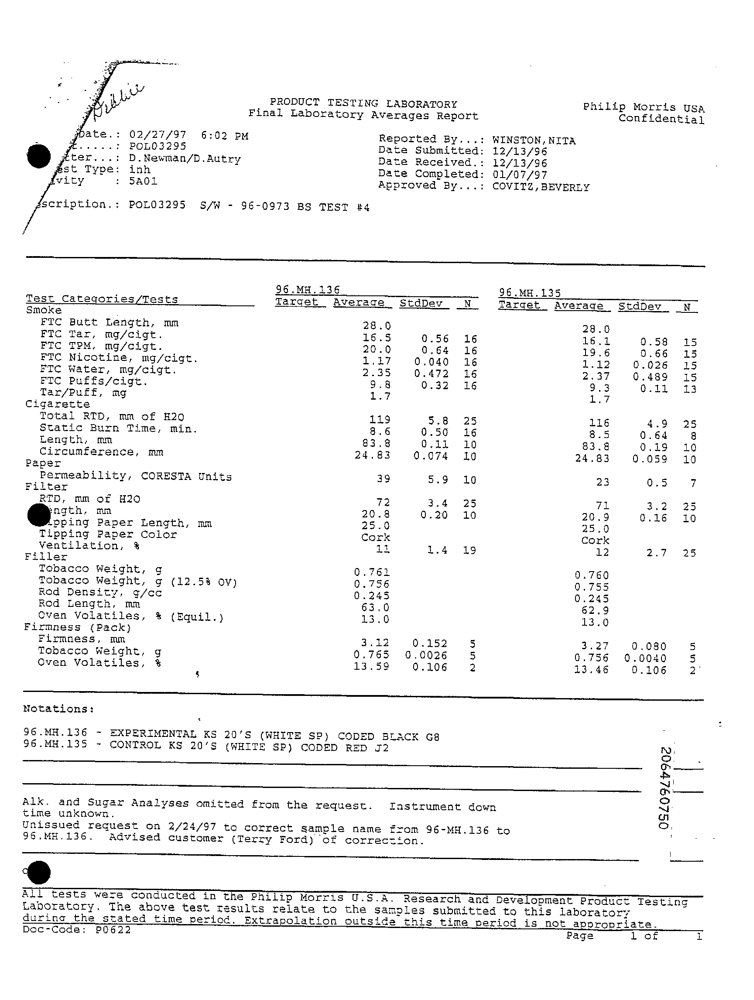 Debbie
PRODUCT TESTING LABORATORY
Final Laboratory Averages Report
Philip Morris USA
Confidential
Date.: 02/27/97 6:02 PM
.....: POL03295
tter...: D.Newman/D.Autry
est Type: inh
ivity : 5A01
Reported By...: WINSTON,NITA
Date Submitted: 12/13/96
Date Received.: 12/13/96
Date Completed: 01/07/97
Approved By...: COVITZ,BEVERLY
scription.: POL03295 S/W - 96-0973 BS TEST #4
96.MH.136 96.MH.135
Test Categories/Tests Target Average StdDev N Target Average StdDev N
Smoke
FTC Butt Length, mm 28.0 28.0
FTC Tar, mg/cigt. 16.5 0.56 16 16.1 0.58 15
FTC TPM, mg/cigt. 20.0 0.64 16 19.6 0.66 15
FTC Nicotine, mg/cigt. 1.17 0.040 16 1.12 0.026 15
FTC Water, mg/cigt. 2.35 0.472 16 2.37 0.489 15
FTC Puffs/cigt. 9.8 0.32 16 9.3 0.11 13
Tar/Puff, mg 1.7 1.7
Cigarette
Total RTD, mm of H2O 119 5.8 25 116 4.9 25
Static Burn Time, min. 8.6 0.50 16 8.5 0.64 8
Length, mm 83.8 0.11 10 83.8 0.19 10
Circumference, mm 24.83 0.074 10 24.83 0.059 10
Paper
Permeability, CORESTA Units 39 5.9 10 23 0.5 7
Filter
RTD, mm of H2O 72 3.4 25 71 3.2 25
ngth, mm 20.8 0.20 10 20.9 0.16 10
ipping Paper Length, mm 25.0 25.0
Tipping Paper Color Cork Cork
Ventilation, % 11 1.4 19 12 2.7 25
Filler
Tobacco Weight, g 0.761 0.760
Tobacco Weight, g (12.5% OV) 0.756 0.755
Rod Density, g/cc 0.245 0.245
Rod Length, mm 63.0 62.9
Oven Volatiles, % (Equil.) 13.0 13.0
Firmness (Pack)
Firmness, mm 3.12 0.152 5 3.27 0.080 5
Tobacco Weight, g 0.765 0.0026 5 0.756 0.0040 5
Oven Volatiles, % 13.59 0.106 2 13.46 0.106 2
Notations:
96.MH.136 - EXPERIMENTAL KS 20'S (WHITE SP) CODED BLACK G8
96.MH.135 - CONTROL KS 20'S (WHITE SP) CODED RED J2
2064760750
Alk. and Sugar Analyses omitted from the request. Instrument down
time unknown.
Unissued request on 2/24/97 to correct sample name from 96-MH.136 to
96.MH.136. Advised customer (Terry Ford) of correction.
All tests were conducted in the Philip Morris U.S.A. Research and Development Product Testing
Laboratory. The above test results relate to the samples submitted to this laboratory
during the stated time period. Extrapolation outside this time period is not appropriate.
Doc-Code: P0622
Page 1 of 1